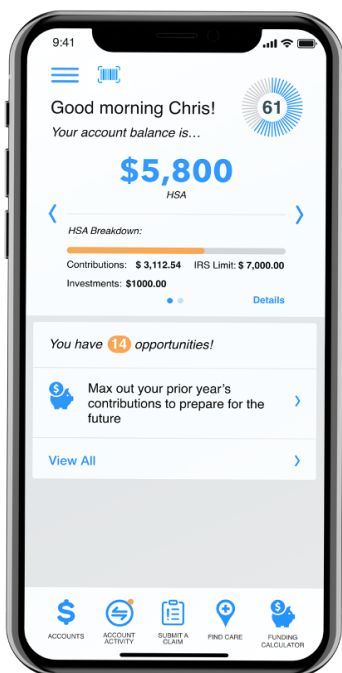 9:41
Good morning Chris!
61
Your account balance is...
$5,800
HSA
HSA Breakdown:
Contributions: $ 3,112.54 IRS Limit: $ 7,000.00
Investments: $1000.00
Details
You have 14 opportunities!
Max out your prior year's
contributions to prepare for the
future
View All
ACCOUNTS
ACCOUNT
ACTIVITY
SUBMIT A
CLAIM
FIND CARE
FUNDING
CALCULATOR